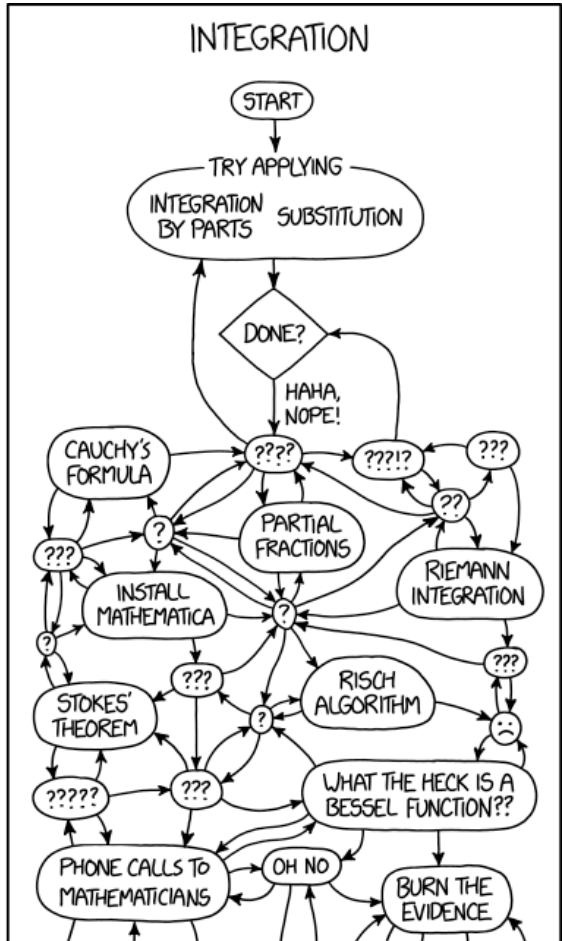 INTEGRATION
START
TRY APPLYING
INTEGRATION
BY PARTS
SUBSTITUTION
DONE?
HAHA,
NOPE!
CAUCHY'S
FORMULA
????
???!?
???
??
?
PARTIAL
FRACTIONS
???
INSTALL
MATHEMATICA
RIEMANN
INTEGRATION
?
?
???
???
STOKES'
THEOREM
RISCH
ALGORITHM
?
?????
???
WHAT THE HECK IS A
BESSEL FUNCTION??
PHONE CALLS TO
MATHEMATICIANS
OH NO
BURN THE
EVIDENCE